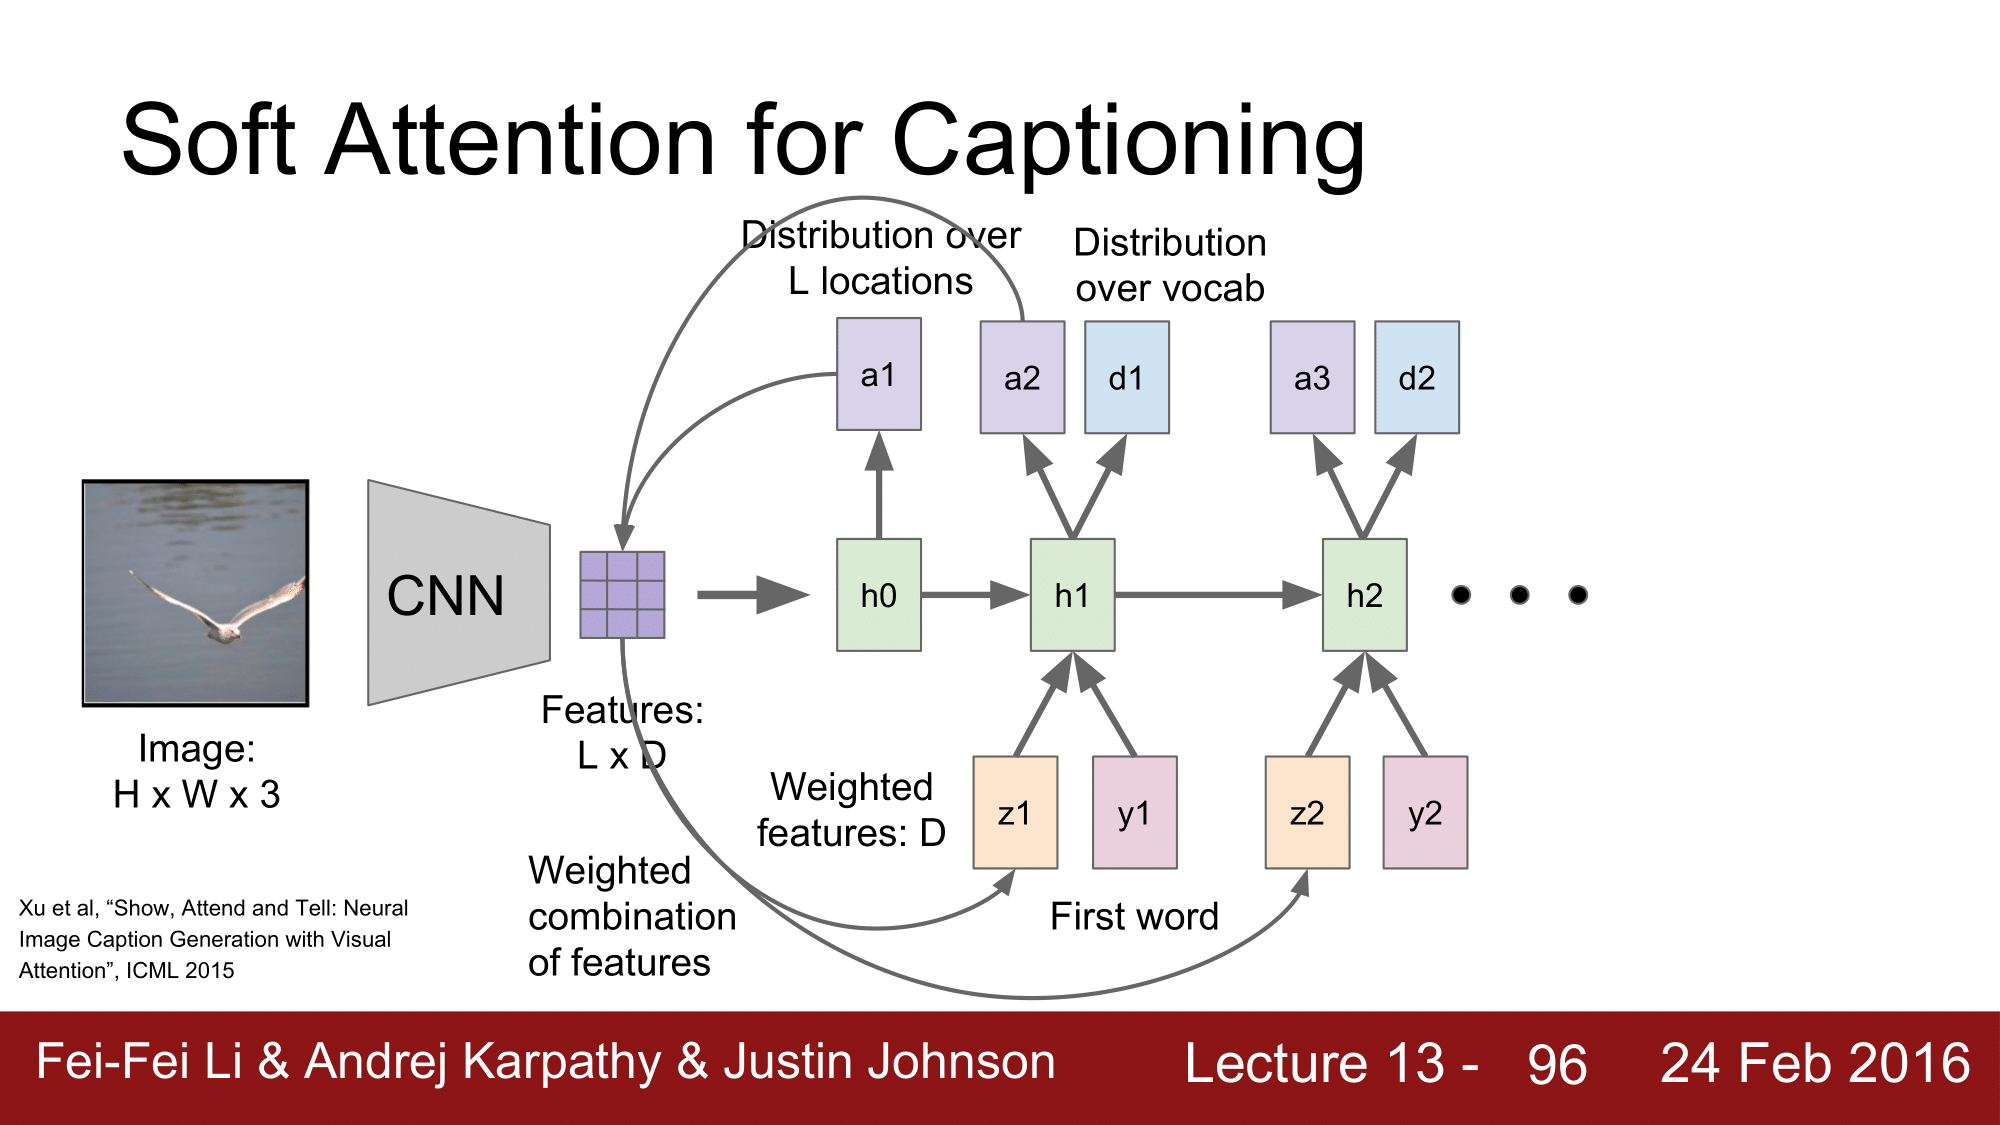 Soft Attention for Captioning
Distribution over
L locations
Distribution
over vocab
a1
a2
d1
a3
d2
CNN
h0
h1
h2
Image:
H x W x 3
Features:
L x D
Weighted
features: D
z1
y1
z2
y2
Weighted
combination
of features
First word
Xu et al, “Show, Attend and Tell: Neural
Image Caption Generation with Visual
Attention”, ICML 2015
Fei-Fei Li & Andrej Karpathy & Justin Johnson
Lecture 13 - 96
24 Feb 2016